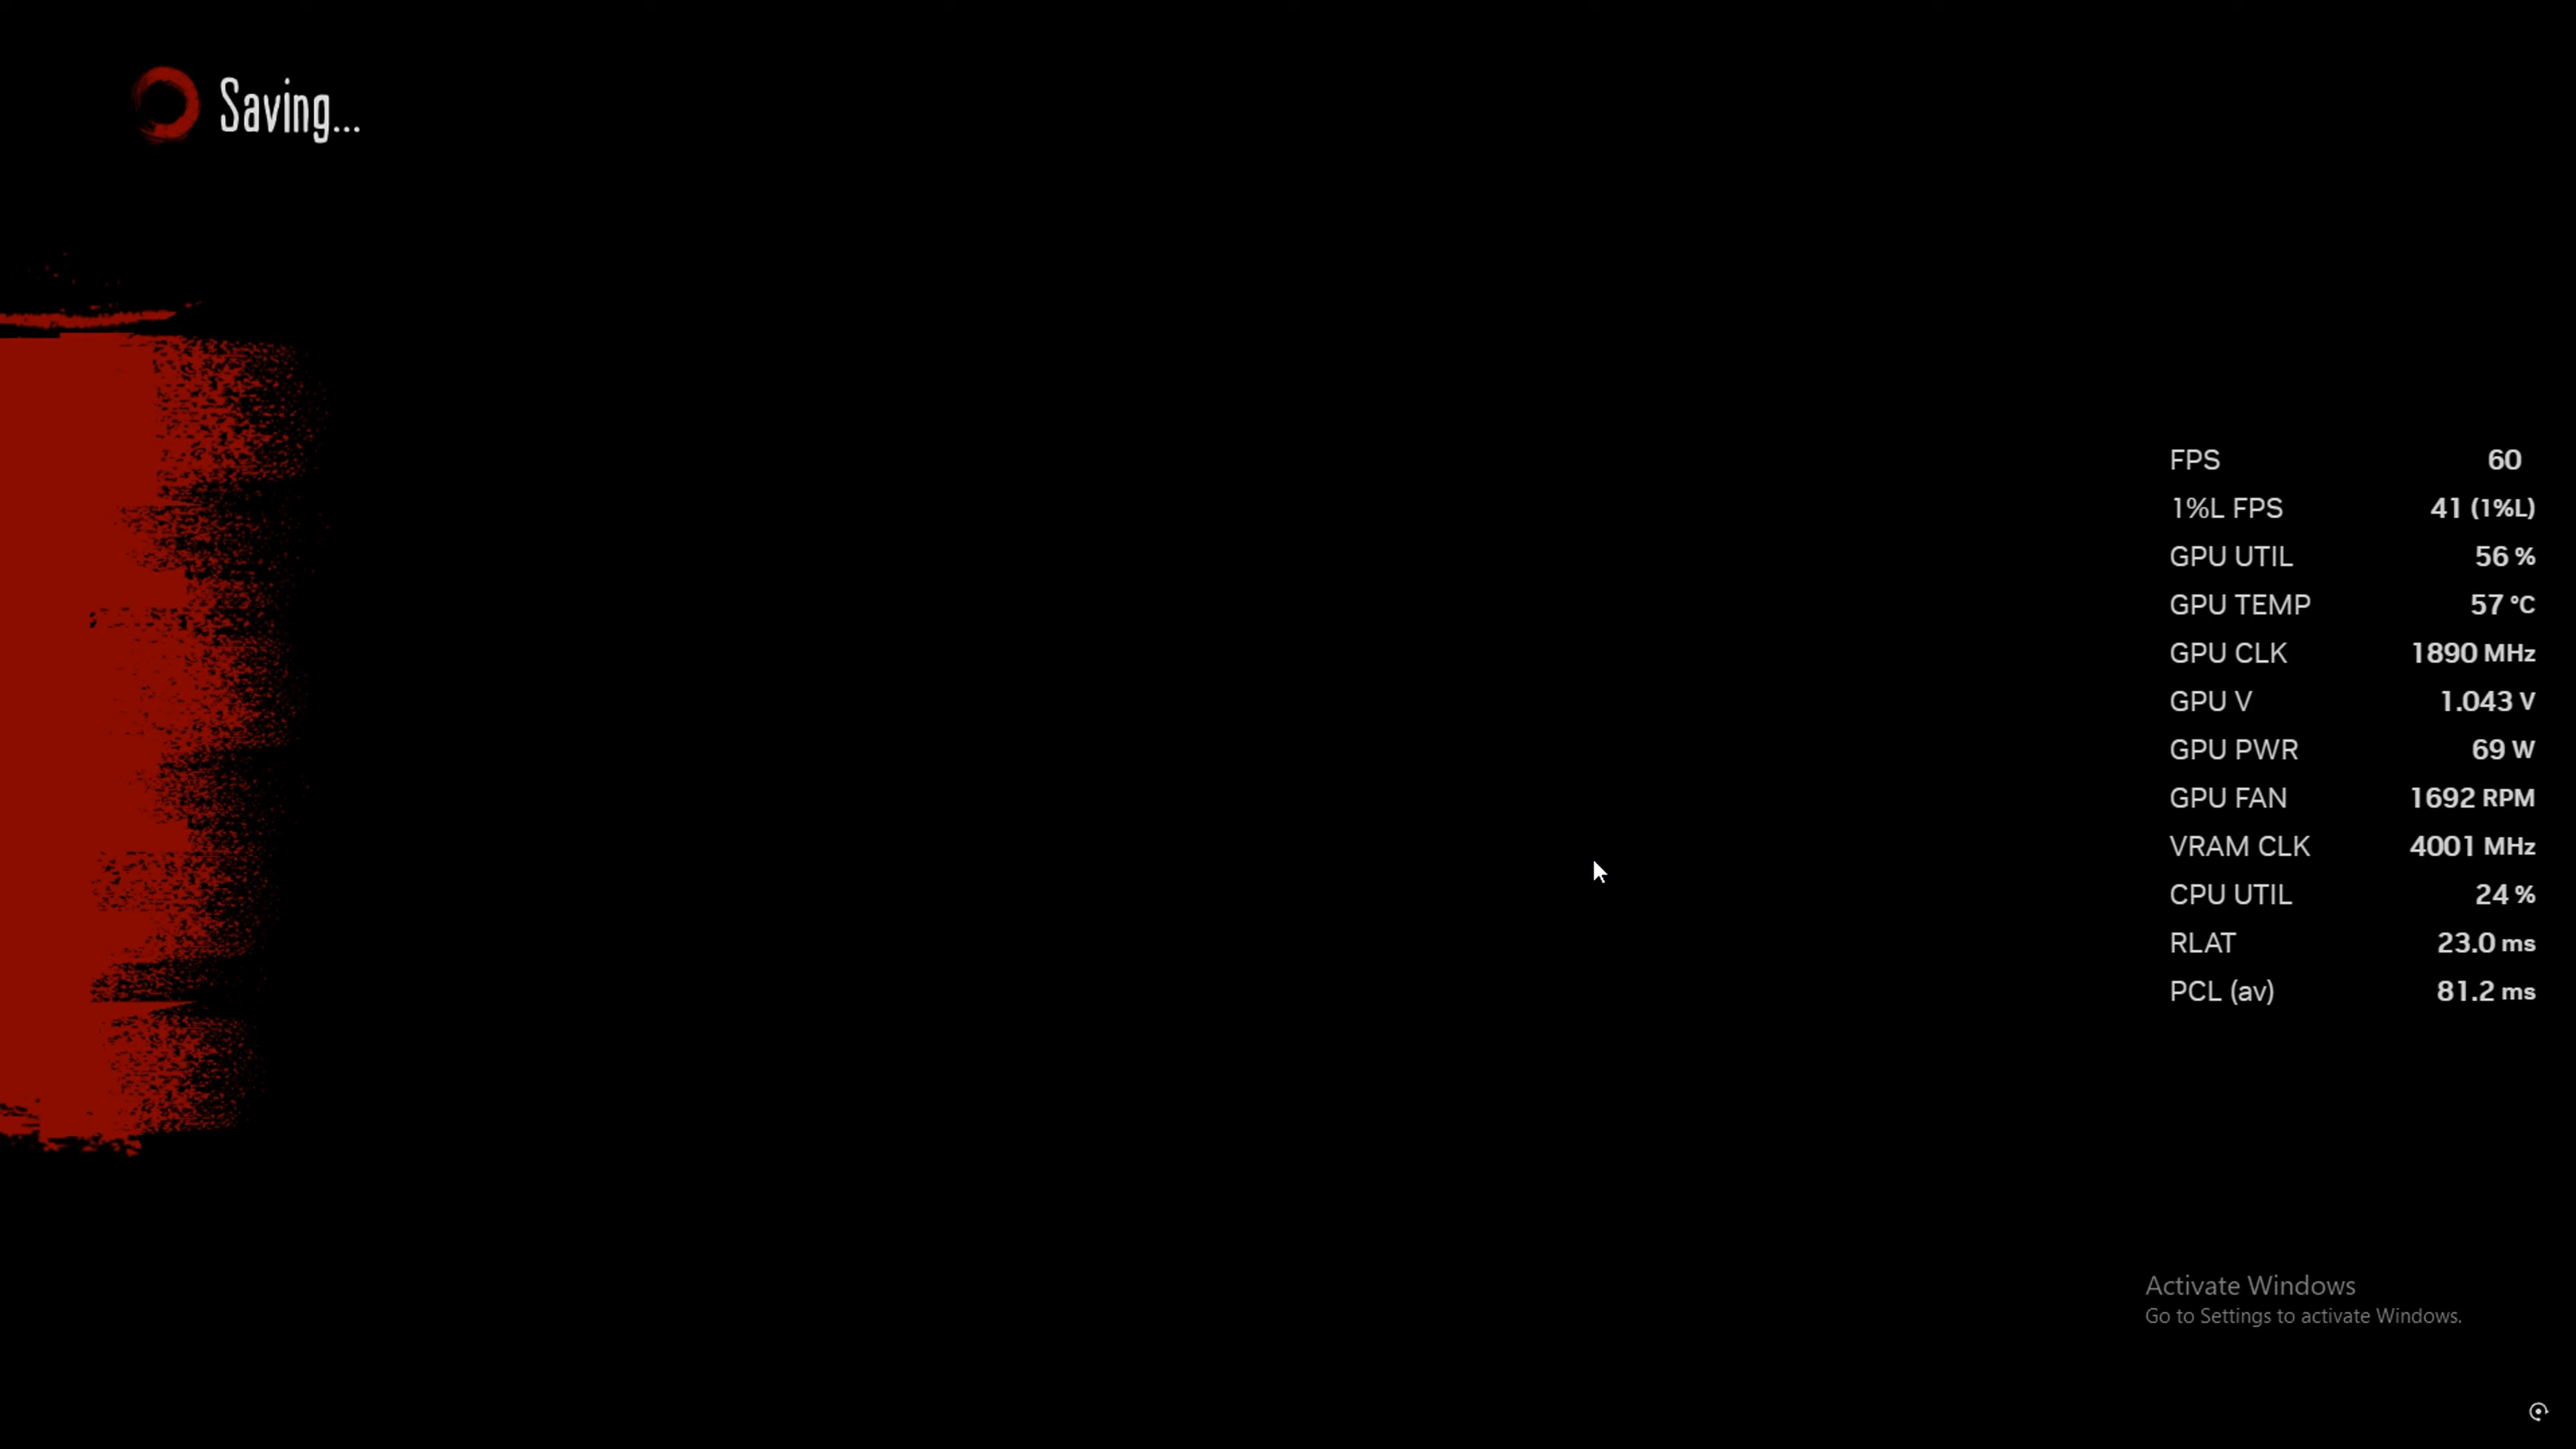 Saving...
FPS 60
1%L FPS 41 (1%L)
GPU UTIL 56 %
GPU TEMP 57 °C
GPU CLK 1890 MHz
GPU V 1.043 V
GPU PWR 69 W
GPU FAN 1692 RPM
VRAM CLK 4001 MHz
CPU UTIL 24 %
RLAT 23.0 ms
PCL (av) 81.2 ms
Activate Windows
Go to Settings to activate Windows.